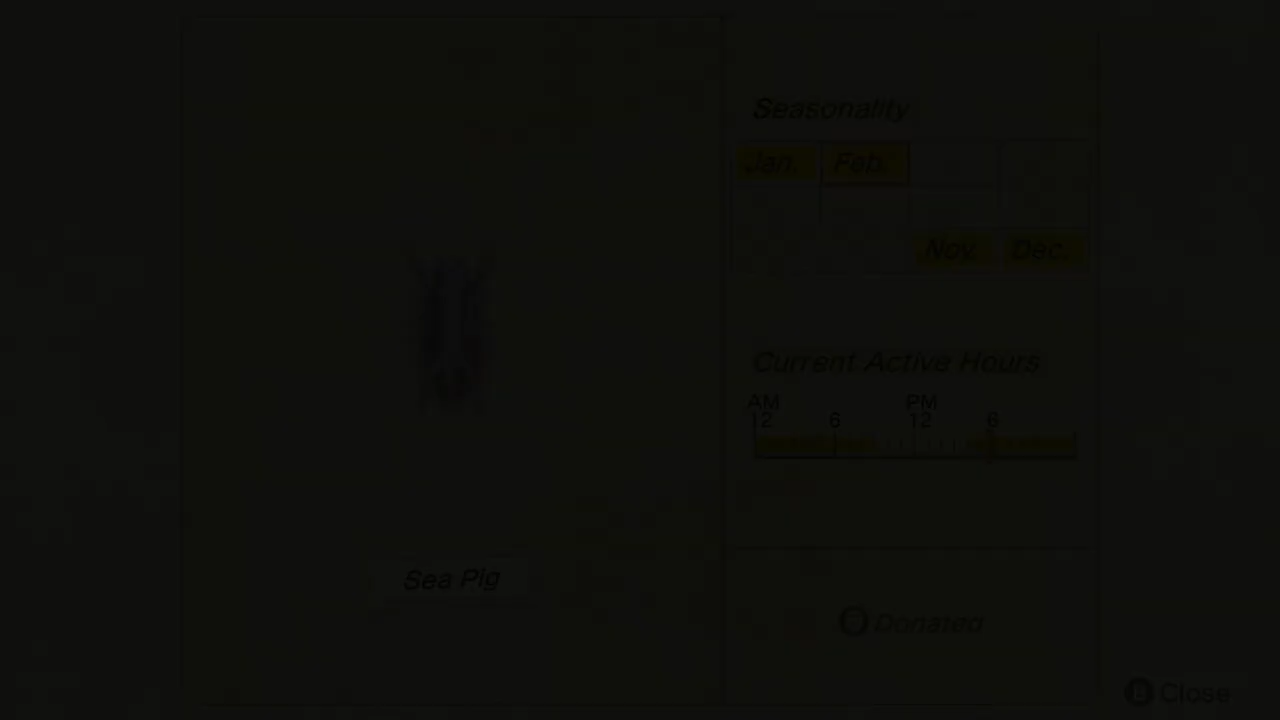 Seasonality
Jan. Feb.
Nov. Dec.
Current Active Hours
AM PM
12 6 12 6
Sea Pig
Donated
B Close